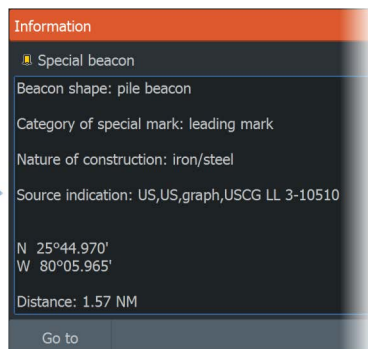 Information
Special beacon
Beacon shape: pile beacon
Category of special mark: leading mark
Nature of construction: iron/steel
Source indication: US,US,graph,USCG LL 3-10510
N 25°44.970'
W 80°05.965'
Distance: 1.57 NM
Go to